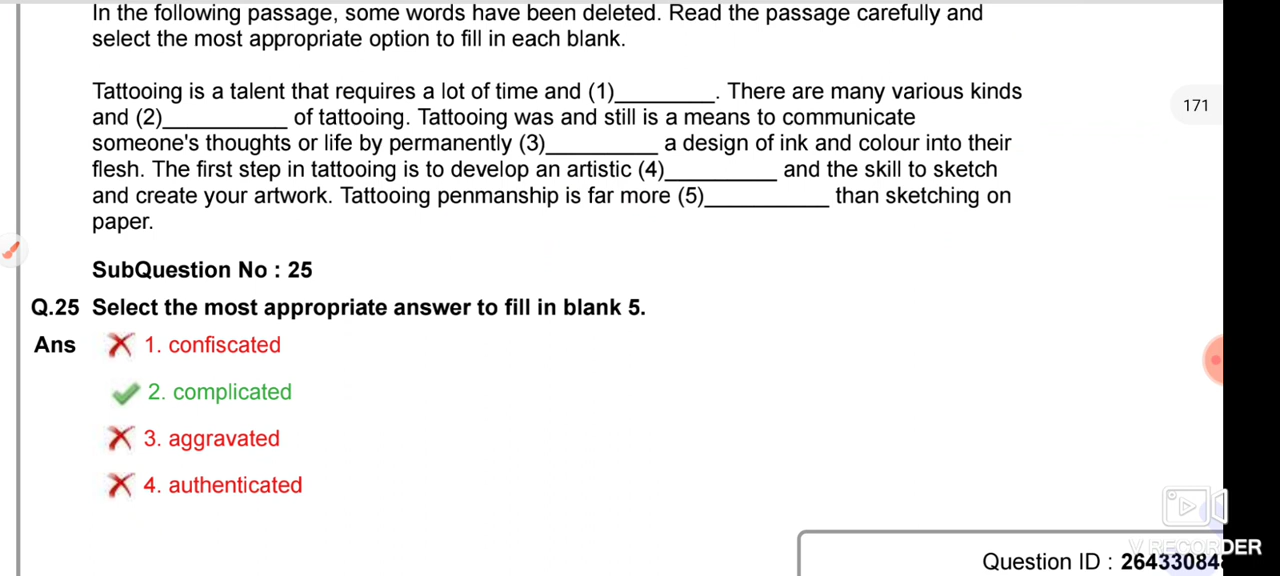 In the following passage, some words have been deleted. Read the passage carefully and
select the most appropriate option to fill in each blank.
Tattooing is a talent that requires a lot of time and (1)_________. There are many various kinds
and (2)___________ of tattooing. Tattooing was and still is a means to communicate
someone's thoughts or life by permanently (3)__________ a design of ink and colour into their
flesh. The first step in tattooing is to develop an artistic (4)__________ and the skill to sketch
and create your artwork. Tattooing penmanship is far more (5)___________ than sketching on
paper.
171
SubQuestion No : 25
Q.25 Select the most appropriate answer to fill in blank 5.
Ans 1. confiscated
2. complicated
3. aggravated
4. authenticated
V RECORDER
Question ID : 26433084